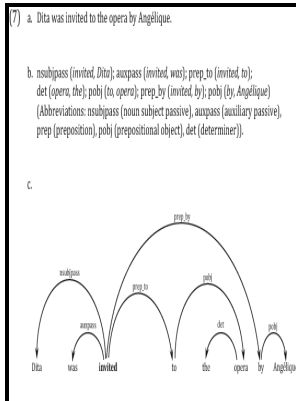 (7) a. Dita was invited to the opera by Angélique.
b. nsubjpass (invited, Dita); auxpass (invited, was); prep_to (invited, to);
det (opera, the); pobj (to, opera); prep_by (invited, by); pobj (by, Angélique)
(Abbreviations: nsubjpass (noun subject passive), auxpass (auxiliary passive),
prep (preposition), pobj (prepositional object), det (determiner)).
c.
prep_by
nsubjpass
prep_to
pobj
auxpass
det
pobj
Dita was invited to the opera by Angélique